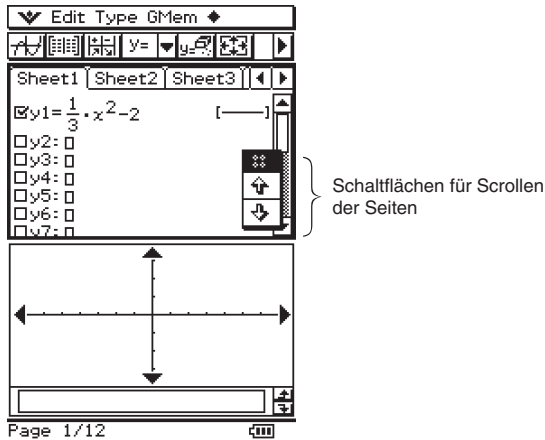 Edit Type GMem ◆
y=
Sheet1 Sheet2 Sheet3
y1=1/3·x²-2 [—]
y2:▯
y3:▯
y4:▯
y5:▯
y6:▯
y7:▯
Schaltflächen für Scrollen
der Seiten
Page 1/12